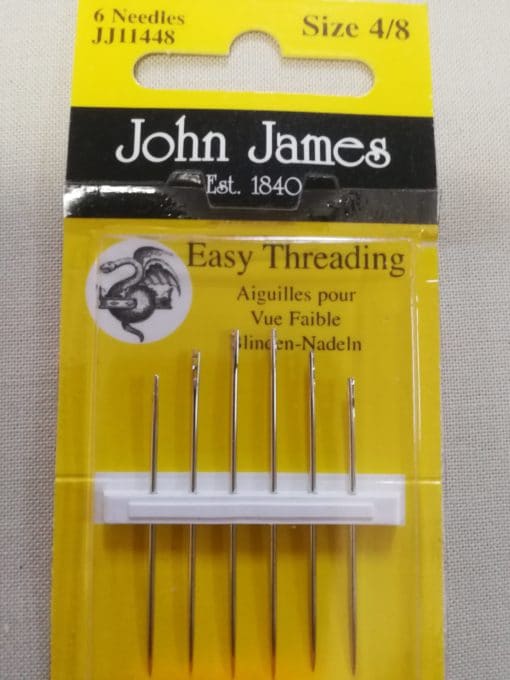 6 Needles
JJ11448
Size 4/8
John James
Est. 1840
Easy Threading
Aiguilles pour
Vue Faible
Blinden-Nadeln